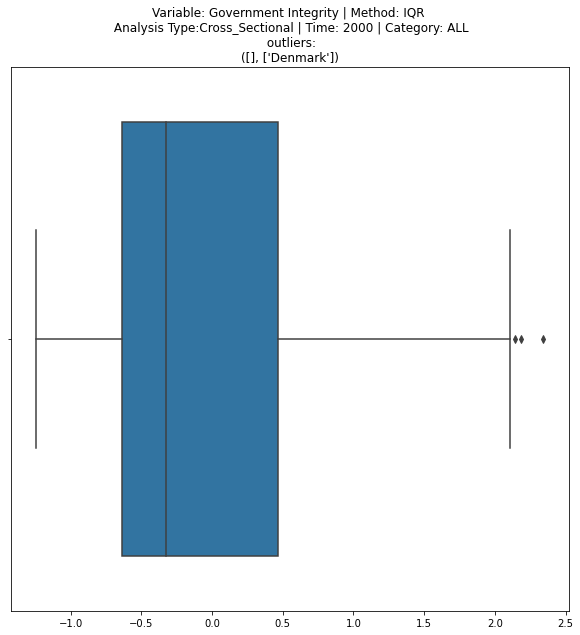 Variable: Government Integrity | Method: IQR
Analysis Type:Cross_Sectional | Time: 2000 | Category: ALL
outliers:
([], ['Denmark'])
−1.0 −0.5 0.0 0.5 1.0 1.5 2.0 2.5